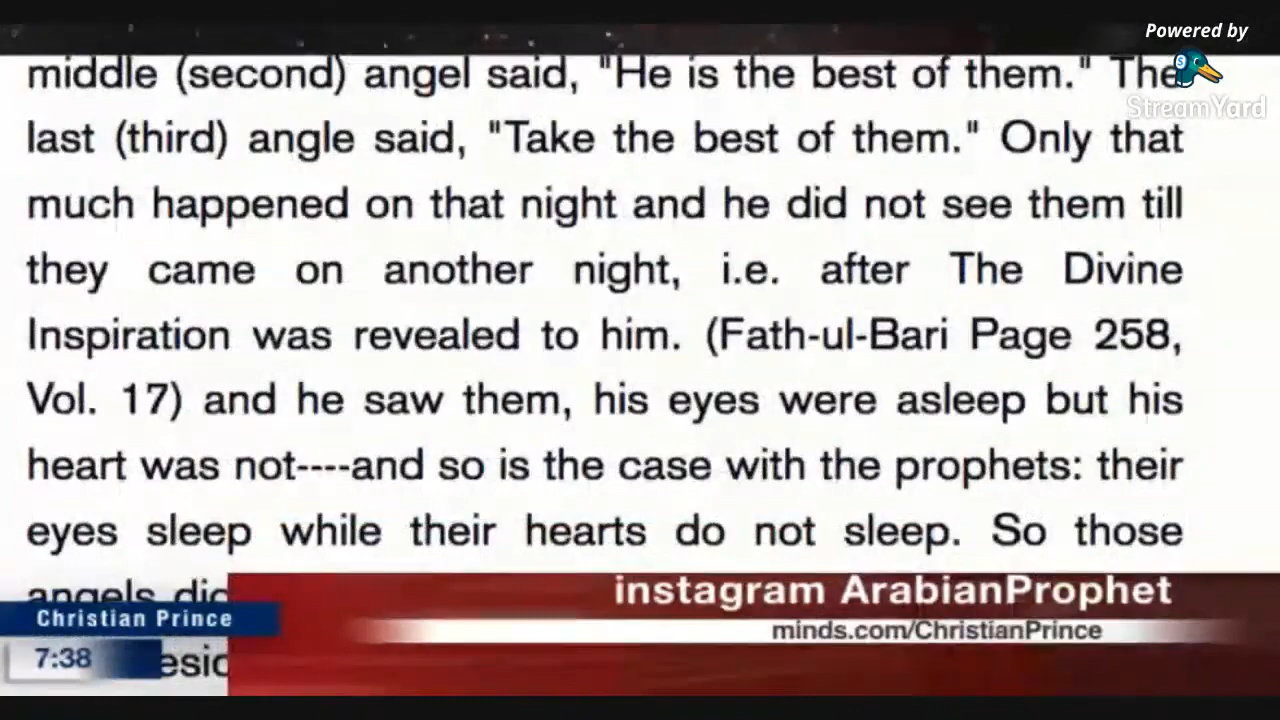 Powered by
StreamYard
middle (second) angel said, "He is the best of them." The
last (third) angle said, "Take the best of them." Only that
much happened on that night and he did not see them till
they came on another night, i.e. after The Divine
Inspiration was revealed to him. (Fath-ul-Bari Page 258,
Vol. 17) and he saw them, his eyes were asleep but his
heart was not----and so is the case with the prophets: their
eyes sleep while their hearts do not sleep. So those
angels
instagram ArabianProphet
Christian Prince
minds.com/ChristianPrince
7:38